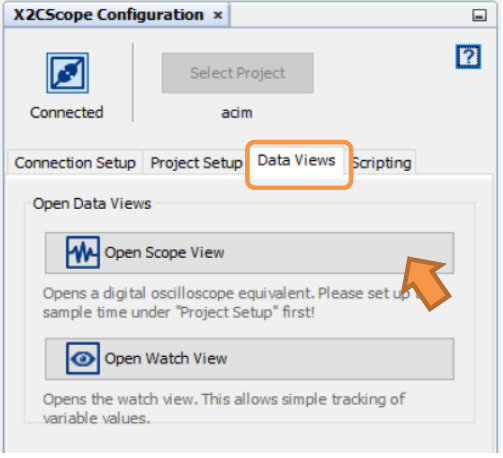 X2CScope Configuration ×
?
Select Project
Connected
acim
Connection Setup Project Setup Data Views Scripting
Open Data Views
Open Scope View
Opens a digital oscilloscope equivalent. Please set up
sample time under "Project Setup" first!
Open Watch View
Opens the watch view. This allows simple tracking of
variable values.